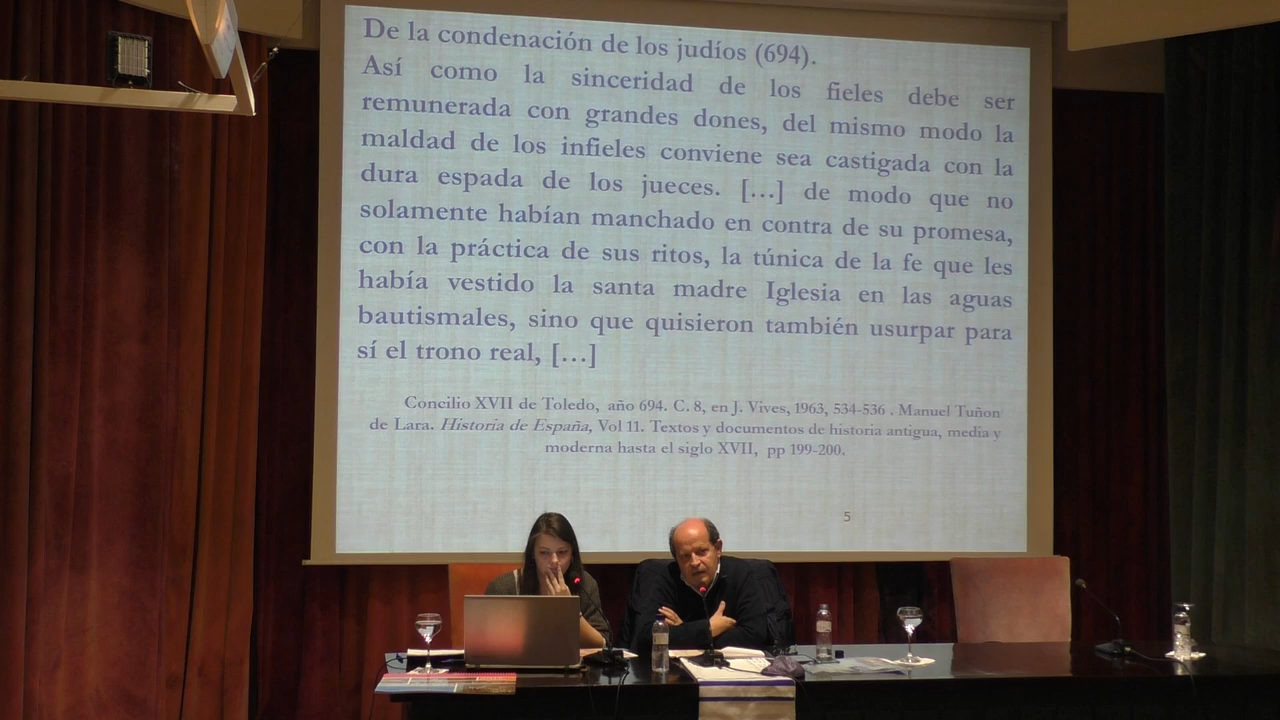 De la condenación de los judíos (694).
Así como la sinceridad de los fieles debe ser
remunerada con grandes dones, del mismo modo la
maldad de los infieles conviene sea castigada con la
dura espada de los jueces. […] de modo que no
solamente habían manchado en contra de su promesa,
con la práctica de sus ritos, la túnica de la fe que les
había vestido la santa madre Iglesia en las aguas
bautismales, sino que quisieron también usurpar para
sí el trono real, […]
Concilio XVII de Toledo, año 694. C. 8, en J. Vives, 1963, 534-536 . Manuel Tuñon
de Lara. Historia de España, Vol 11. Textos y documentos de historia antigua, media y
moderna hasta el siglo XVII, pp 199-200.
5